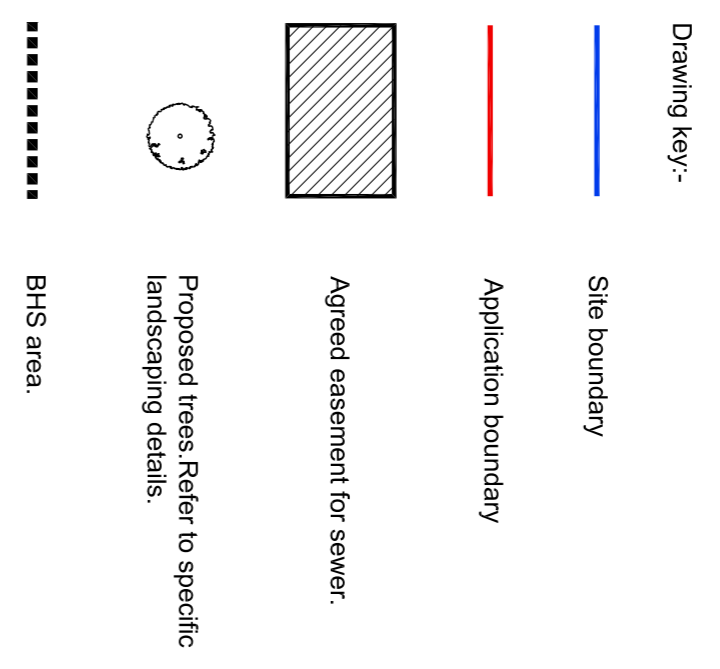 Drawing key:-
Site boundary
Application boundary
Agreed easement for sewer.
Proposed trees.Refer to specific
landscaping details.
BHS area.